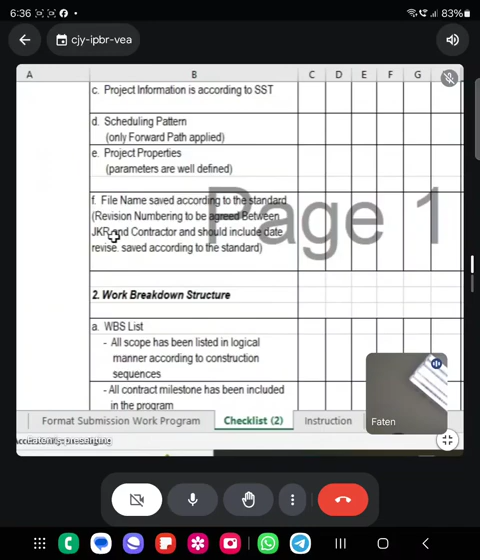 6:36
83%
cjy-ipbr-vea
A B C D E F G
c. Project Information is according to SST
d. Scheduling Pattern
(only Forward Path applied)
e. Project Properties
(parameters are well defined)
Page 1
f. File Name saved according to the standard
(Revision Numbering to be agreed Between
JKR and Contractor and should include date
revise. saved according to the standard)
2. Work Breakdown Structure
a. WBS List
- All scope has been listed in logical
manner according to construction
sequences
- All contract milestone has been included
in the program
Faten
Format Submission Work Program Checklist (2) Instruction
is presenting